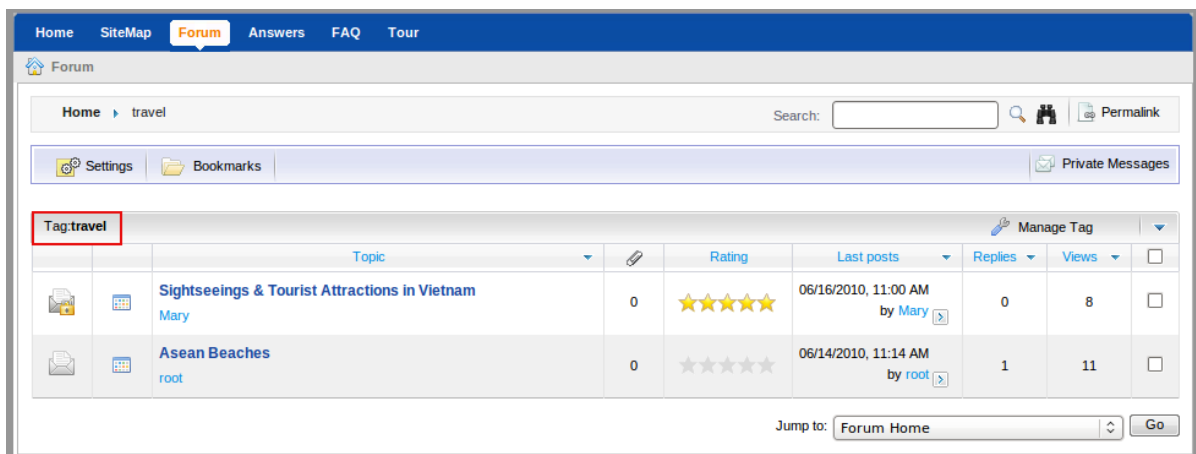 Home SiteMap Forum Answers FAQ Tour
Forum
Home travel Search: Permalink
Settings Bookmarks Private Messages
Tag:travel Manage Tag
Topic Rating Last posts Replies Views
Sightseeings & Tourist Attractions in Vietnam 0 06/16/2010, 11:00 AM 0 8
Mary by Mary
Asean Beaches 0 06/14/2010, 11:14 AM 1 11
root by root
Jump to: Forum Home Go